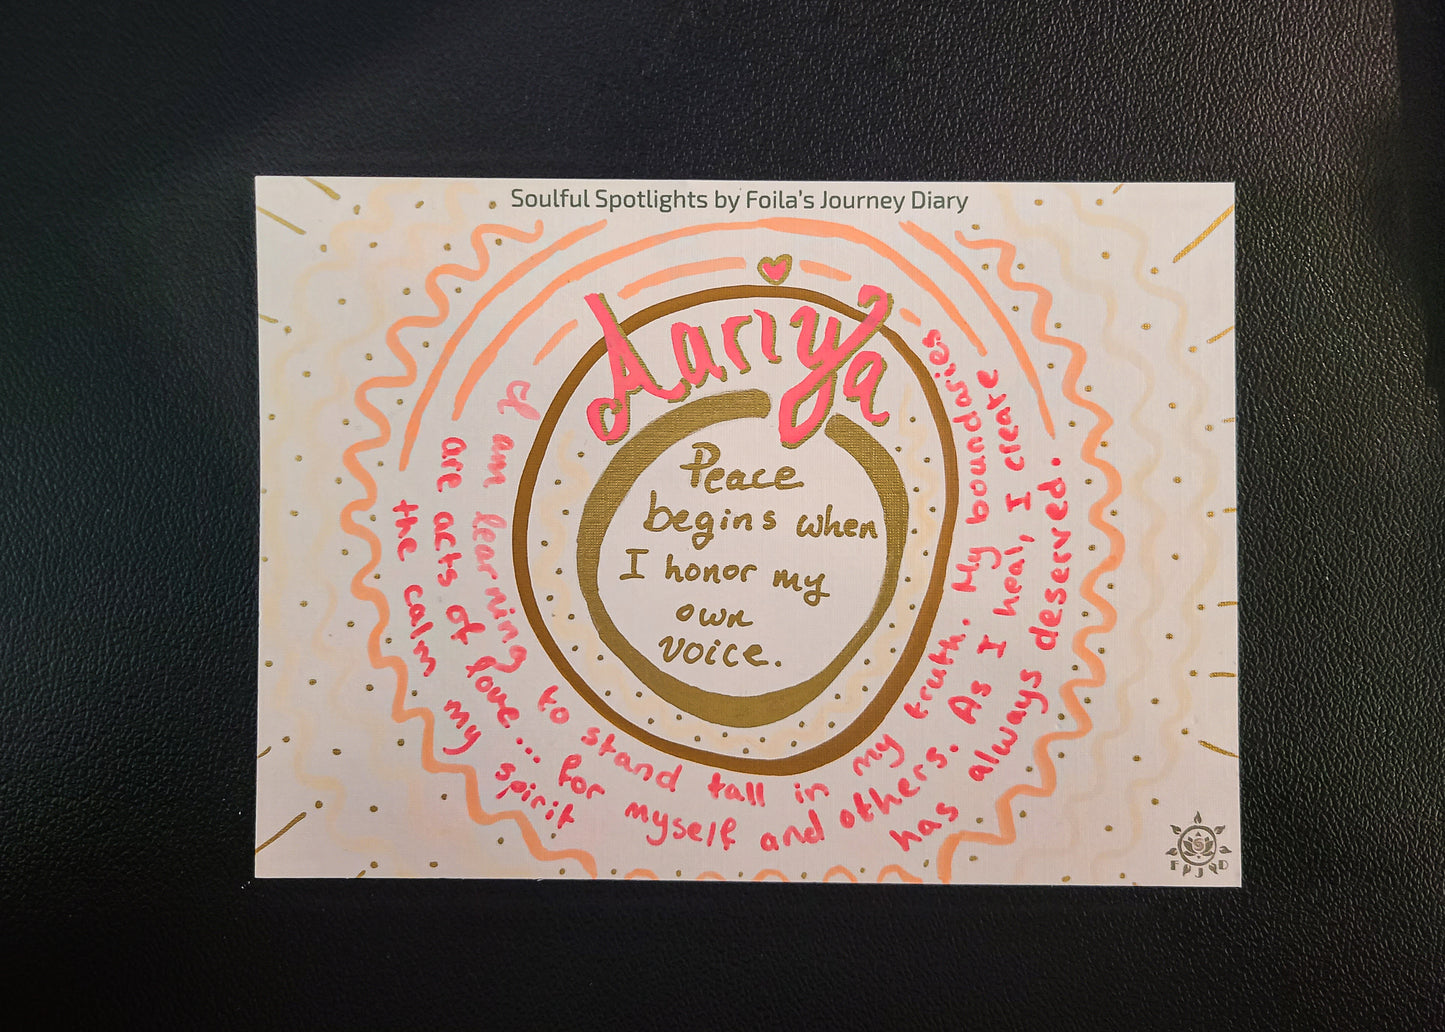 Soulful Spotlights by Foila's Journey Diary
Aariya
Peace
begins when
I honor my
own
voice.
I am learning to stand tall in my truth. My boundaries
are acts of love... for myself and others. As I heal, I create
the calm my spirit has always deserved.
FJD